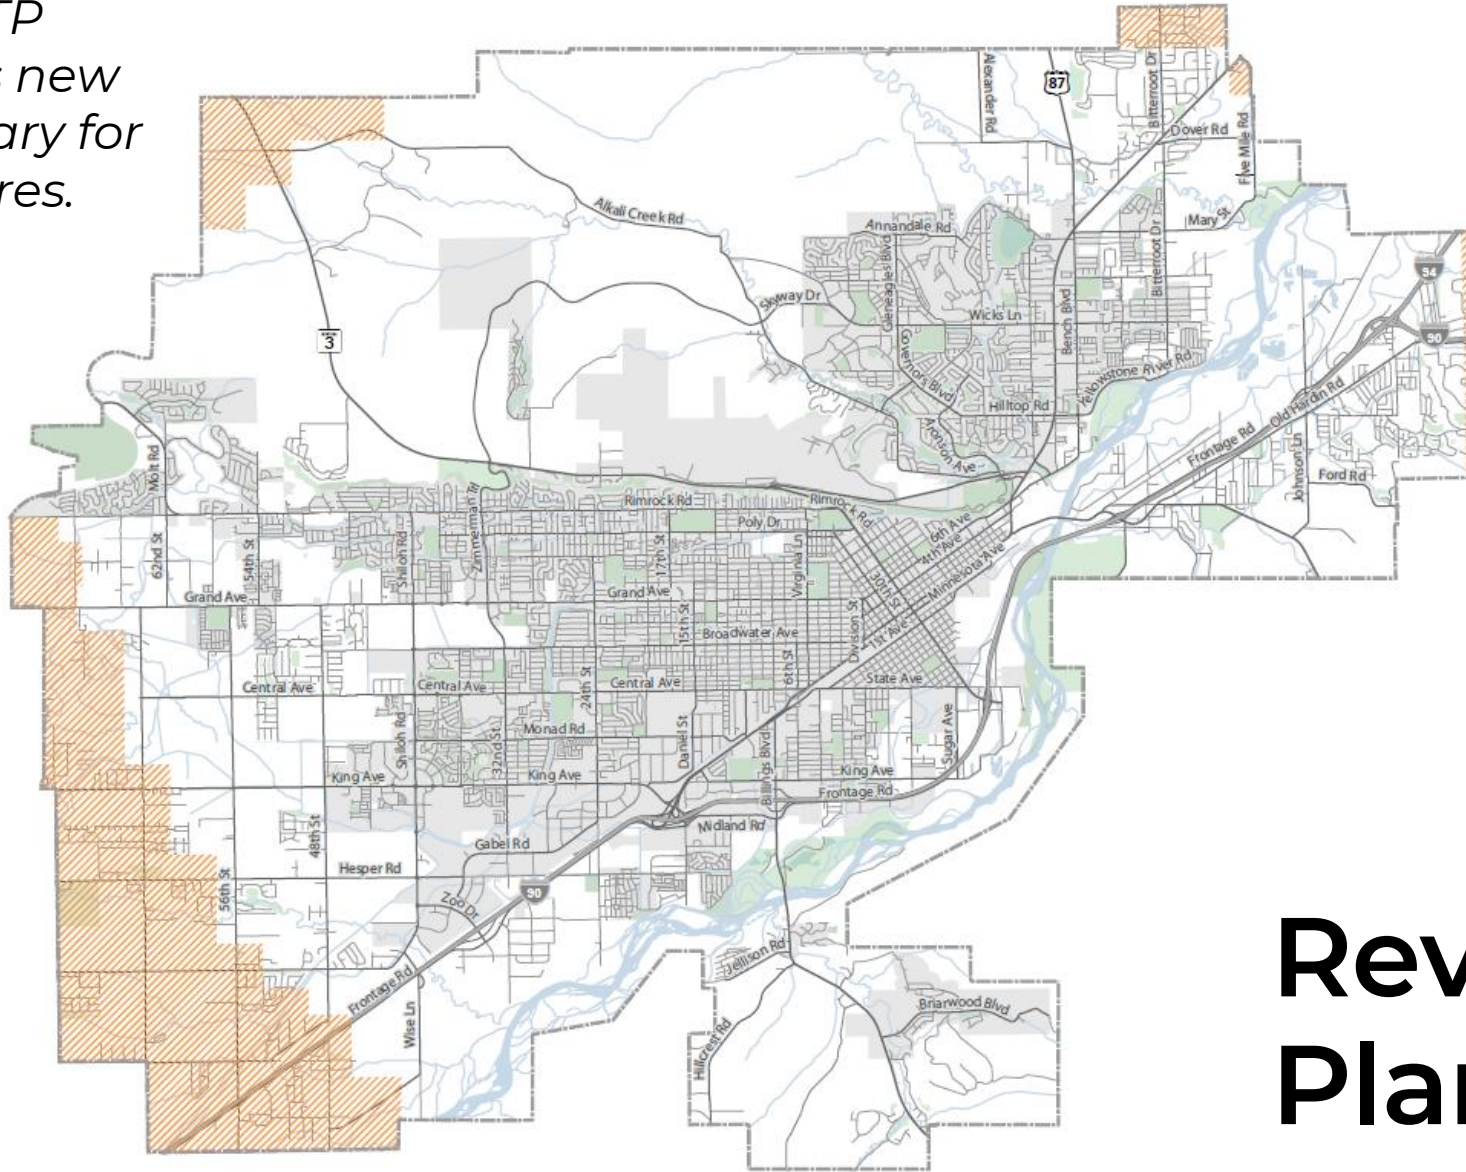 TP
s new
ary for
res.
Alexander Rd
87
Bitterroot Dr
Dover Rd
Five Mile Rd
Alkali Creek Rd
Annandale Rd
Mary St
Gleneagles Blvd
Bitterroot Dr
94
Skyway Dr
Wicks Ln
Bench Blvd
3
90
Governors Blvd
Yellowstone River Rd
Hilltop Rd
Old Hardin Rd
Aronson Ave
Frontage Rd
Johnson Ln
Ford Rd
Molt Rd
Zimmerman Trl
Rimrock Rd
Rimrock Rd
Poly Dr
6th Ave
4th Ave
Minnesota Ave
62nd St
54th St
Shiloh Rd
17th St
Virginia Ln
30th St
Grand Ave
Grand Ave
15th St
Broadwater Ave
Division St
1st Ave
6th St
State Ave
Central Ave
Central Ave
24th St
Central Ave
Shiloh Rd
32nd St
Monad Rd
Daniel St
Billings Blvd
Sugar Ave
King Ave
King Ave
King Ave
Frontage Rd
Midland Rd
48th St
Gabel Rd
Hesper Rd
56th St
90
Zoo Dr
Frontage Rd
Wise Ln
Jellison Rd
Briarwood Blvd
Hillcrest Rd
Rev
Plan